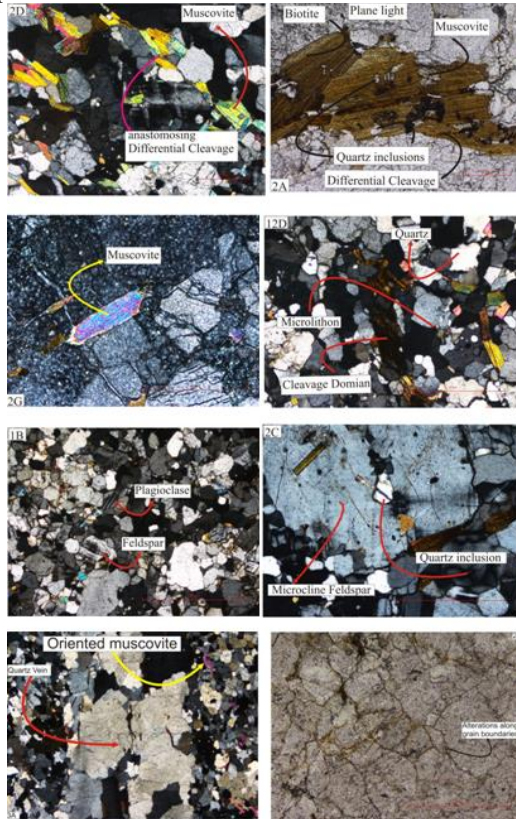 2D
Muscovite
anastomosing
Differential Cleavage
Biotite
Plane light
Muscovite
Quartz inclusions
Differential Cleavage
2A
Muscovite
2G
12D
Quartz
Microlithon
Cleavage Domian
1B
Plagioclase
Feldspar
2C
Quartz inclusion
Microcline Feldspar
Oriented muscovite
Quartz Vein
Alterations along
grain boundaries